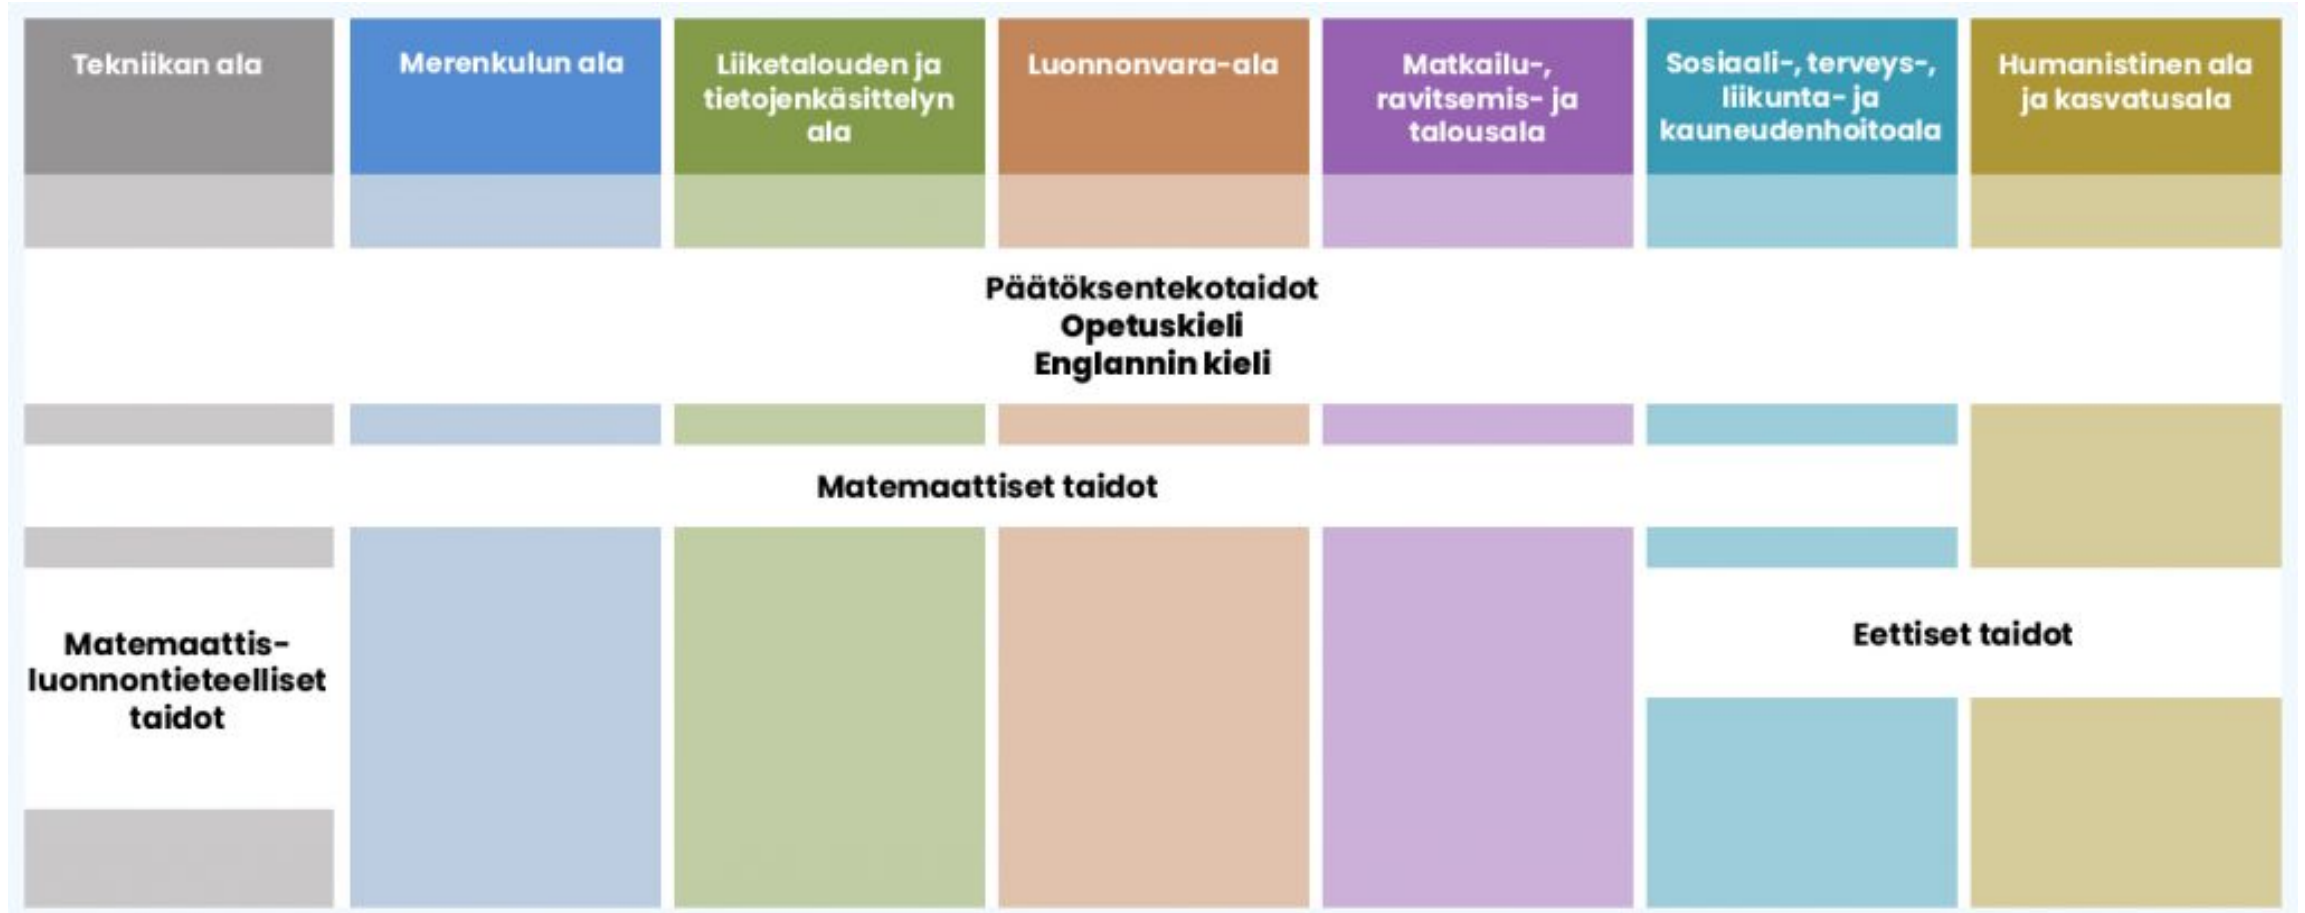 Tekniikan ala
Merenkulun ala
Liiketalouden ja
tietojenkäsittelyn
ala
Luonnonvara-ala
Matkailu-,
ravitsemis- ja
talousala
Sosiaali-, terveys-,
liikunta- ja
kauneudenhoitoala
Humanistinen ala
ja kasvatusala
Päätöksentekotaidot
Opetuskieli
Englannin kieli
Matemaattiset taidot
Matemaattis-
luonnontieteelliset
taidot
Eettiset taidot